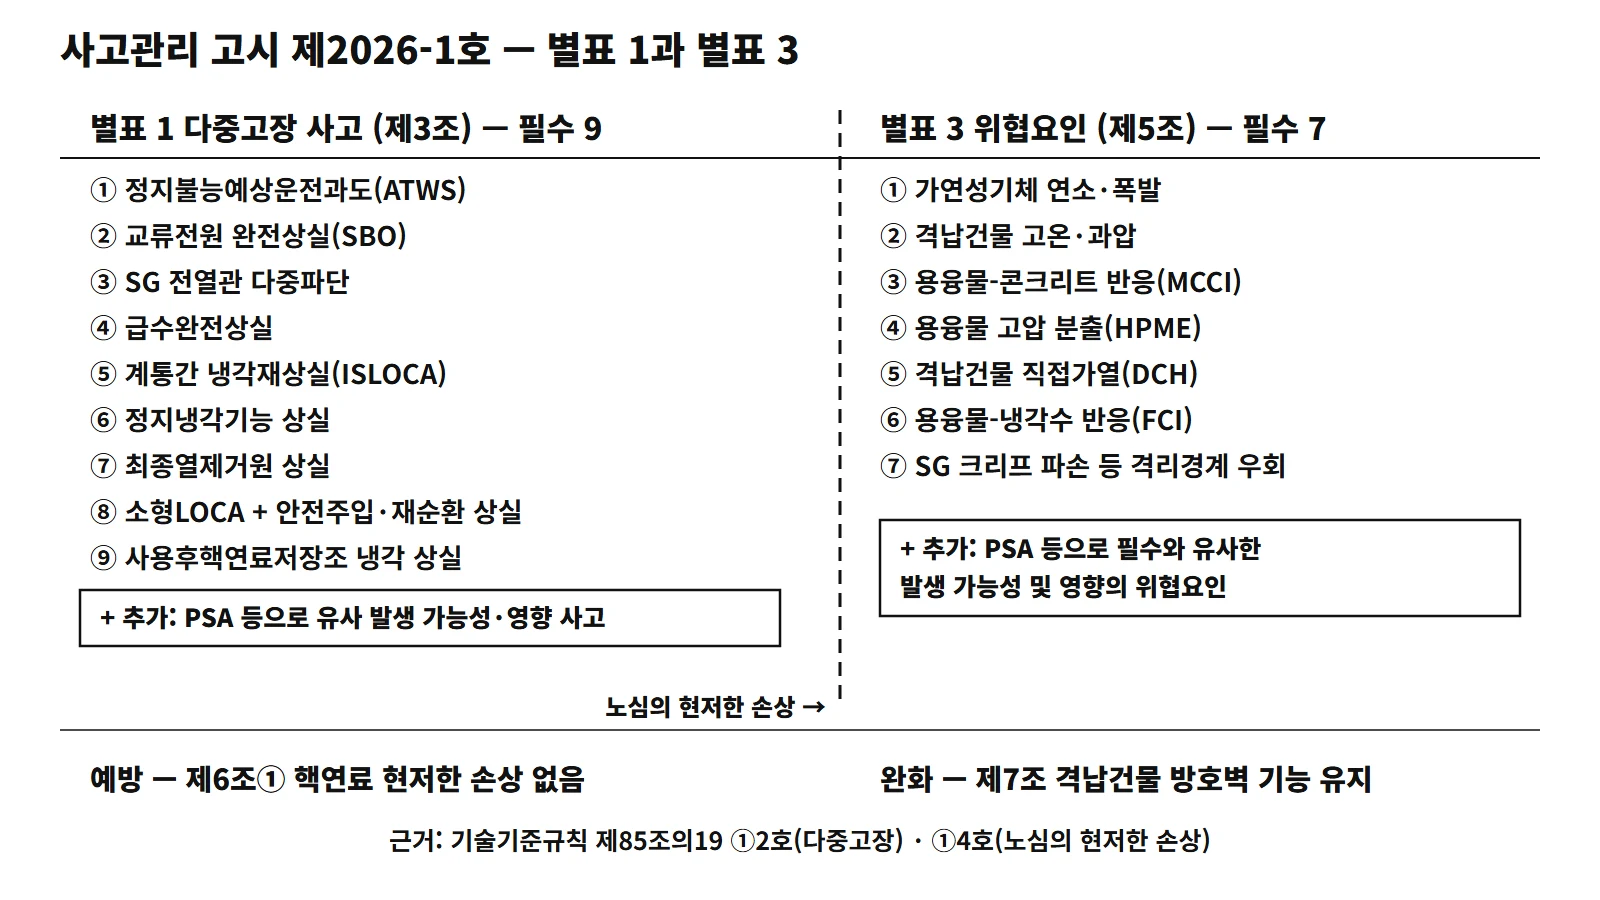 사고관리 고시 제2026-1호 — 별표 1과 별표 3
별표 1 다중고장 사고 (제3조) — 필수 9
① 정지불능예상운전과도(ATWS)
② 교류전원 완전상실(SBO)
③ SG 전열관 다중파단
④ 급수완전상실
⑤ 계통간 냉각재상실(ISLOCA)
⑥ 정지냉각기능 상실
⑦ 최종열제거원 상실
⑧ 소형LOCA + 안전주입·재순환 상실
⑨ 사용후핵연료저장조 냉각 상실
+ 추가: PSA 등으로 유사 발생 가능성·영향 사고
노심의 현저한 손상 →
별표 3 위협요인 (제5조) — 필수 7
① 가연성기체 연소·폭발
② 격납건물 고온·과압
③ 용융물-콘크리트 반응(MCCI)
④ 용융물 고압 분출(HPME)
⑤ 격납건물 직접가열(DCH)
⑥ 용융물-냉각수 반응(FCI)
⑦ SG 크리프 파손 등 격리경계 우회
+ 추가: PSA 등으로 필수와 유사한
발생 가능성 및 영향의 위협요인
예방 — 제6조① 핵연료 현저한 손상 없음
완화 — 제7조 격납건물 방호벽 기능 유지
근거: 기술기준규칙 제85조의19 ①2호(다중고장) · ①4호(노심의 현저한 손상)